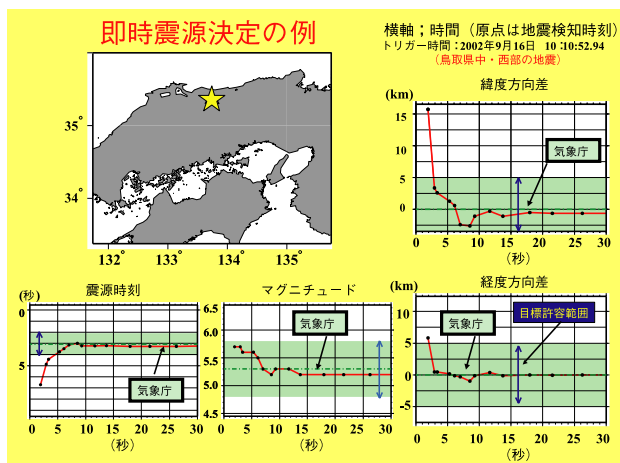 即時震源決定の例
横軸；時間（原点は地震検知時刻）
トリガー時間：2002年9月16日 10:10:52.94
（鳥取県中・西部の地震）
35°
34°
132° 133° 134° 135°
緯度方向差
(km)
15
10
5
0
-5
気象庁
0 5 10 15 20 25 30
（秒）
震源時刻
(秒)
0
5
気象庁
0 5 10 15 20 25 30
（秒）
マグニチュード
6.5
6.0
5.5
5.0
4.5
気象庁
0 5 10 15 20 25 30
（秒）
経度方向差
(km)
10
5
0
-5
気象庁
目標許容範囲
0 5 10 15 20 25 30
（秒）